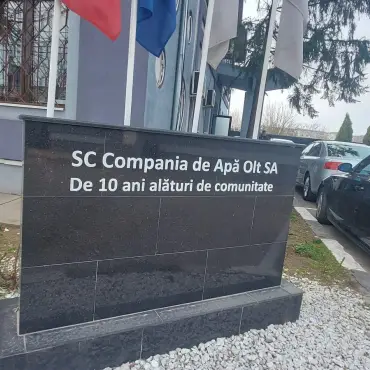 SC Compania de Apă Olt SA
De 10 ani alături de comunitate